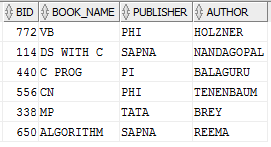 BID BOOK_NAME PUBLISHER AUTHOR
772 VB PHI HOLZNER
114 DS WITH C SAPNA NANDAGOPAL
440 C PROG PI BALAGURU
556 CN PHI TENENBAUM
338 MP TATA BREY
650 ALGORITHM SAPNA REEMA